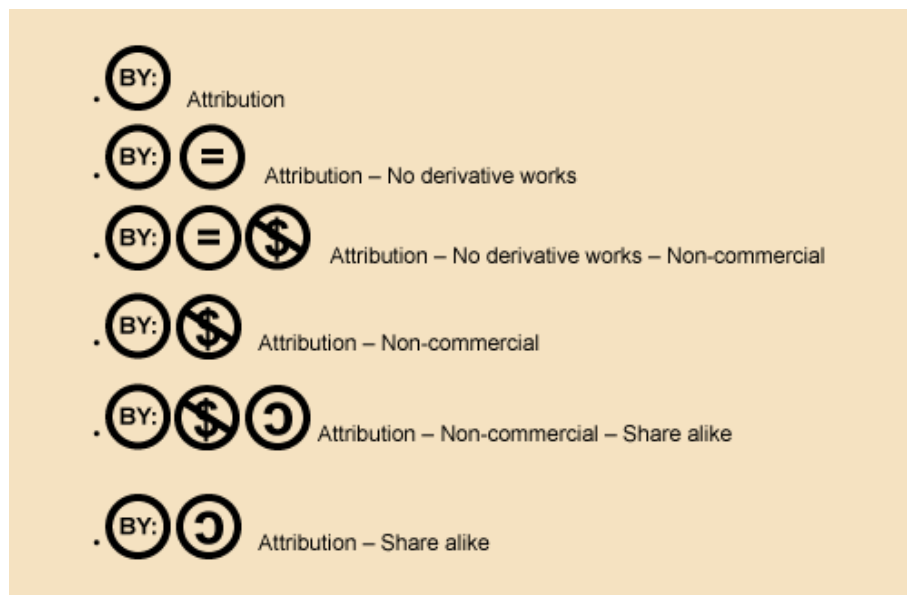 BY: Attribution
BY: = Attribution – No derivative works
BY: = $ Attribution – No derivative works – Non-commercial
BY: $ Attribution – Non-commercial
BY: $ Ɔ Attribution – Non-commercial – Share alike
BY: Ɔ Attribution – Share alike